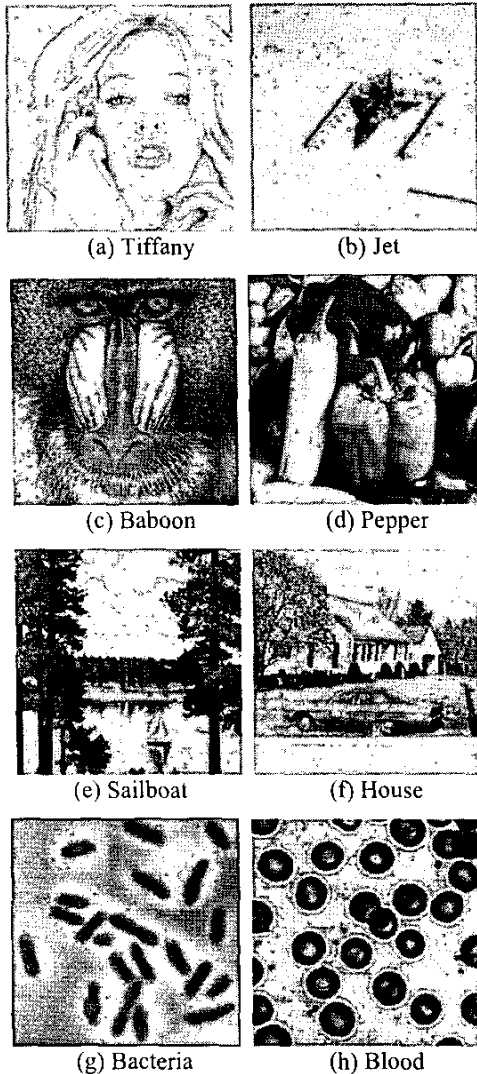 (a) Tiffany
(b) Jet
(c) Baboon
(d) Pepper
(e) Sailboat
(f) House
(g) Bacteria
(h) Blood